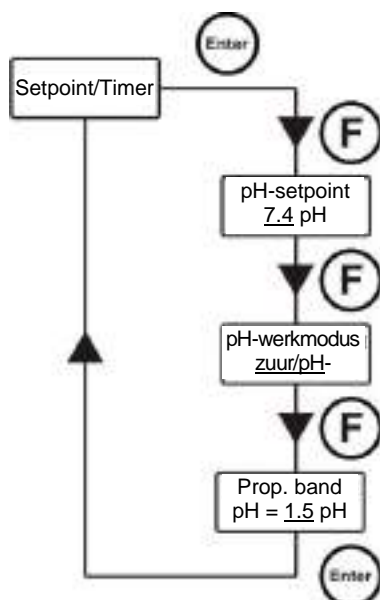 Enter
Setpoint/Timer
F
pH-setpoint
7.4 pH
F
pH-werkmodus
zuur/pH-
F
Prop. band
pH = 1.5 pH
Enter